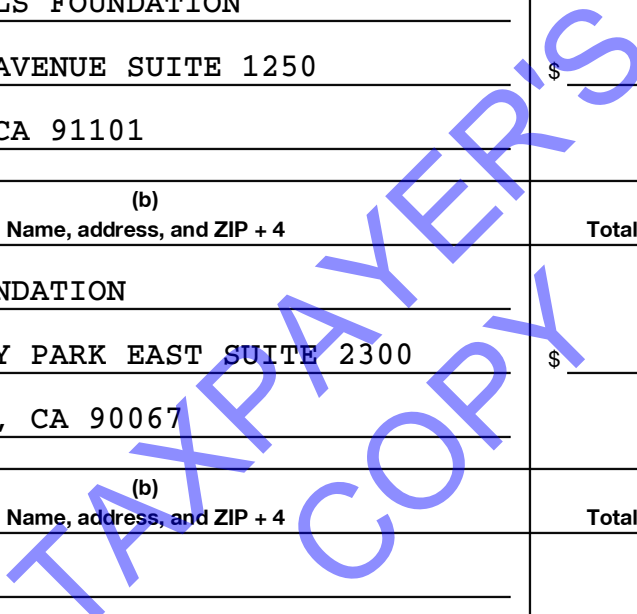 LS FOUNDATION
AVENUE SUITE 1250
$
CA 91101
(b)
Name, address, and ZIP + 4
Total
NDATION
Y PARK EAST SUITE 2300
$
, CA 90067
(b)
Name, address, and ZIP + 4
Total
TAXPAYER'S
COPY